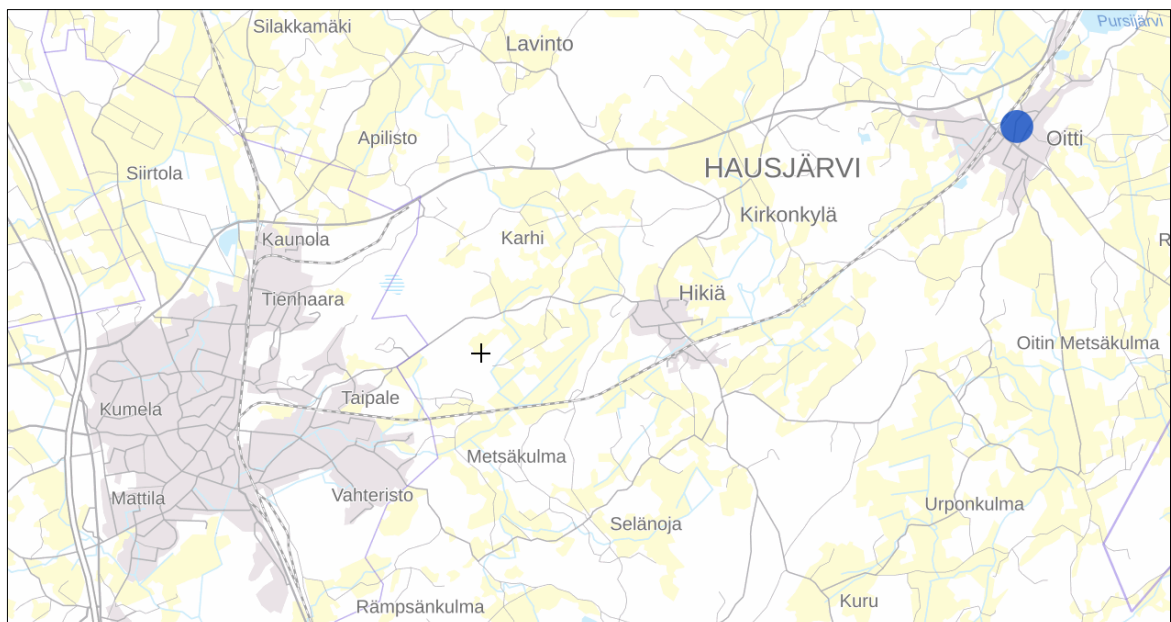 Silakkamäki
Lavinto
Pursijärvi
Apilisto
Oitti
Siirtola
HAUSJÄRVI
Kirkonkylä
Kaunola
Karhi
R
Tienhaara
Hikiä
Oitin Metsäkulma
Taipale
Kumela
Metsäkulma
Mattila
Vahteristo
Urponkulma
Selänoja
Rämpsänkulma
Kuru